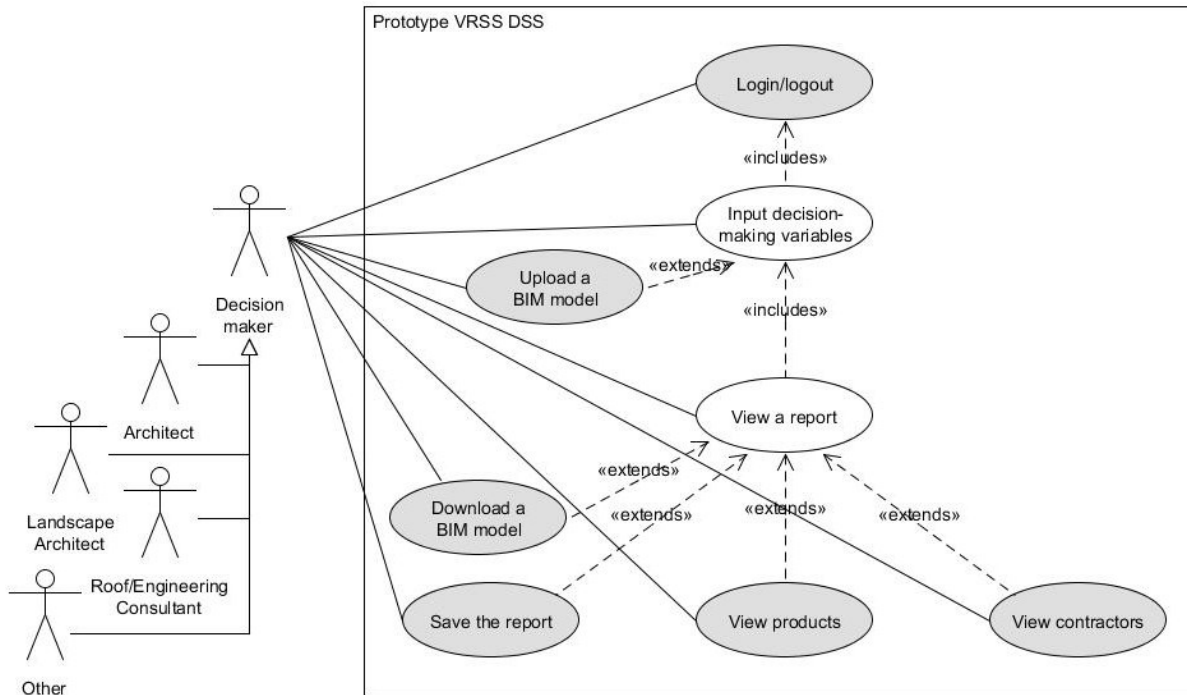 Prototype VRSS DSS
Login/logout
«includes»
Input decision-
making variables
«extends»
Upload a
BIM model
Decision
maker
«includes»
Architect
View a report
«extends»
Landscape
Architect
Download a
BIM model
«extends»
«extends»
«extends»
Roof/Engineering
Consultant
Save the report
View products
View contractors
Other